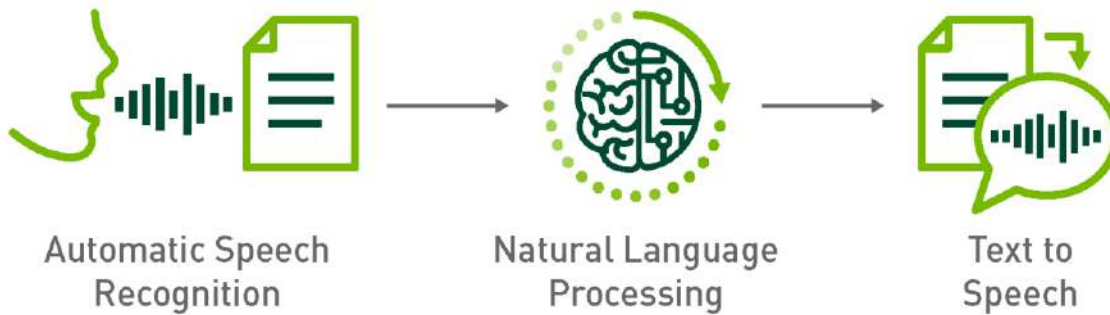 Automatic Speech
Recognition
Natural Language
Processing
Text to
Speech